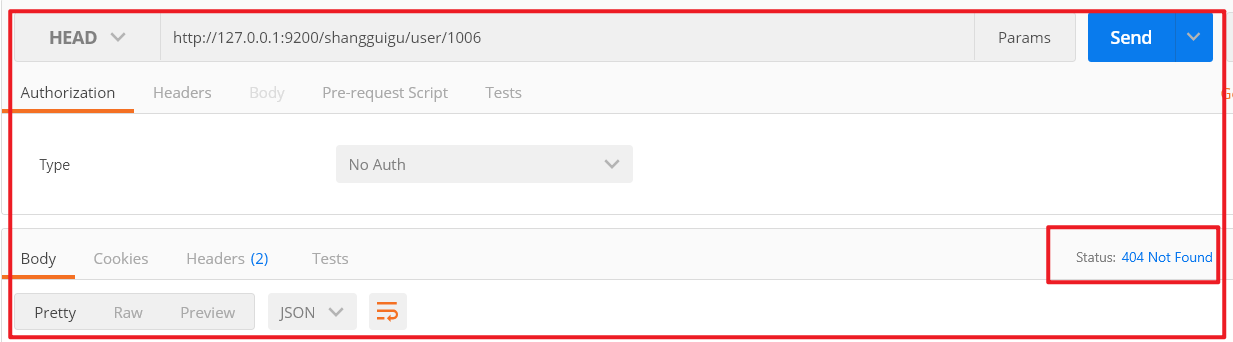 HEAD http://127.0.0.1:9200/shangguigu/user/1006 Params Send
Authorization Headers Body Pre-request Script Tests
Type No Auth
Body Cookies Headers (2) Tests Status: 404 Not Found
Pretty Raw Preview JSON